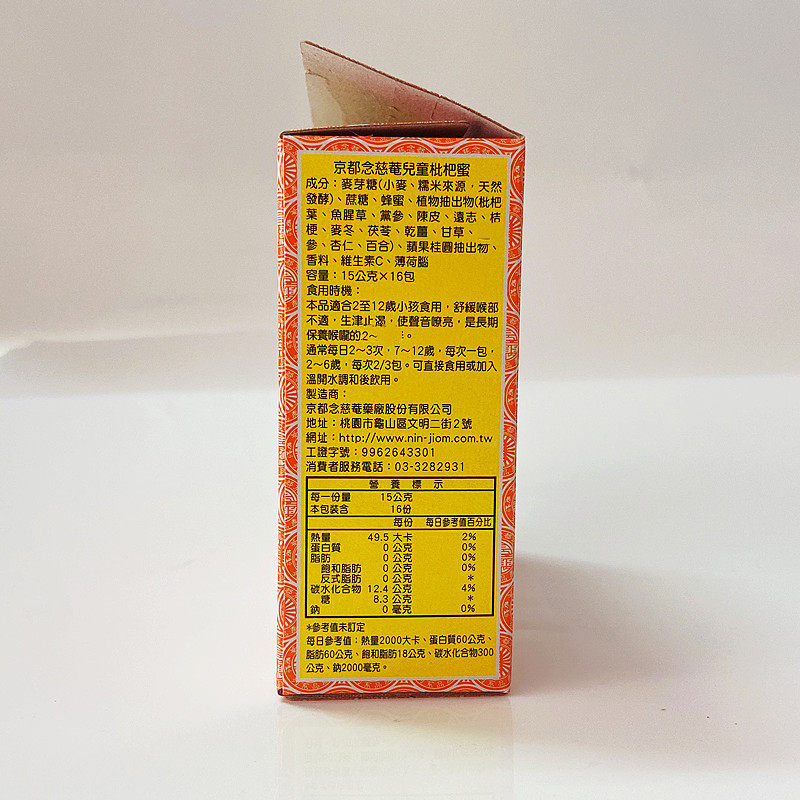 京都念慈菴兒童枇杷蜜
成分：麥芽糖(小麥、糯米來源，天然
發酵)、蔗糖、蜂蜜、植物抽出物(枇杷
葉、魚腥草、黨參、陳皮、遠志、桔
梗、麥冬、茯苓、乾薑、甘草、
參、杏仁、百合)、蘋果桂圓抽出物、
香料、維生素C、薄荷腦
容量：15公克×16包
食用時機：
本品適合2至12歲小孩食用，舒緩喉部
不適，生津止渴，使聲音嘹亮，是長期
保養喉嚨的2~。
通常每日2~3次，7~12歲，每次一包，
2~6歲，每次2/3包。可直接食用或加入
溫開水調和後飲用。
製造商：
京都念慈菴藥廠股份有限公司
地址：桃園市龜山區文明二街2號
網址：http://www.nin-jiom.com.tw
工證字號：9962643301
消費者服務電話：03-3282931
營養標示
每一份量 15公克
本包裝含 16份
每份 每日參考值百分比
熱量 49.5 大卡 2%
蛋白質 0 公克 0%
脂肪 0 公克 0%
飽和脂肪 0 公克 0%
反式脂肪 0 公克 *
碳水化合物 12.4 公克 4%
糖 8.3 公克 *
鈉 0 毫克 0%
*參考值未訂定
每日參考值：熱量2000大卡、蛋白質60公克、
脂肪60公克、飽和脂肪18公克、碳水化合物300
公克、鈉2000毫克。